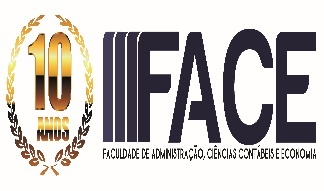 10
ANOS
FACE
FACULDADE DE ADMINISTRAÇÃO, CIÊNCIAS CONTÁBEIS E ECONOMIA